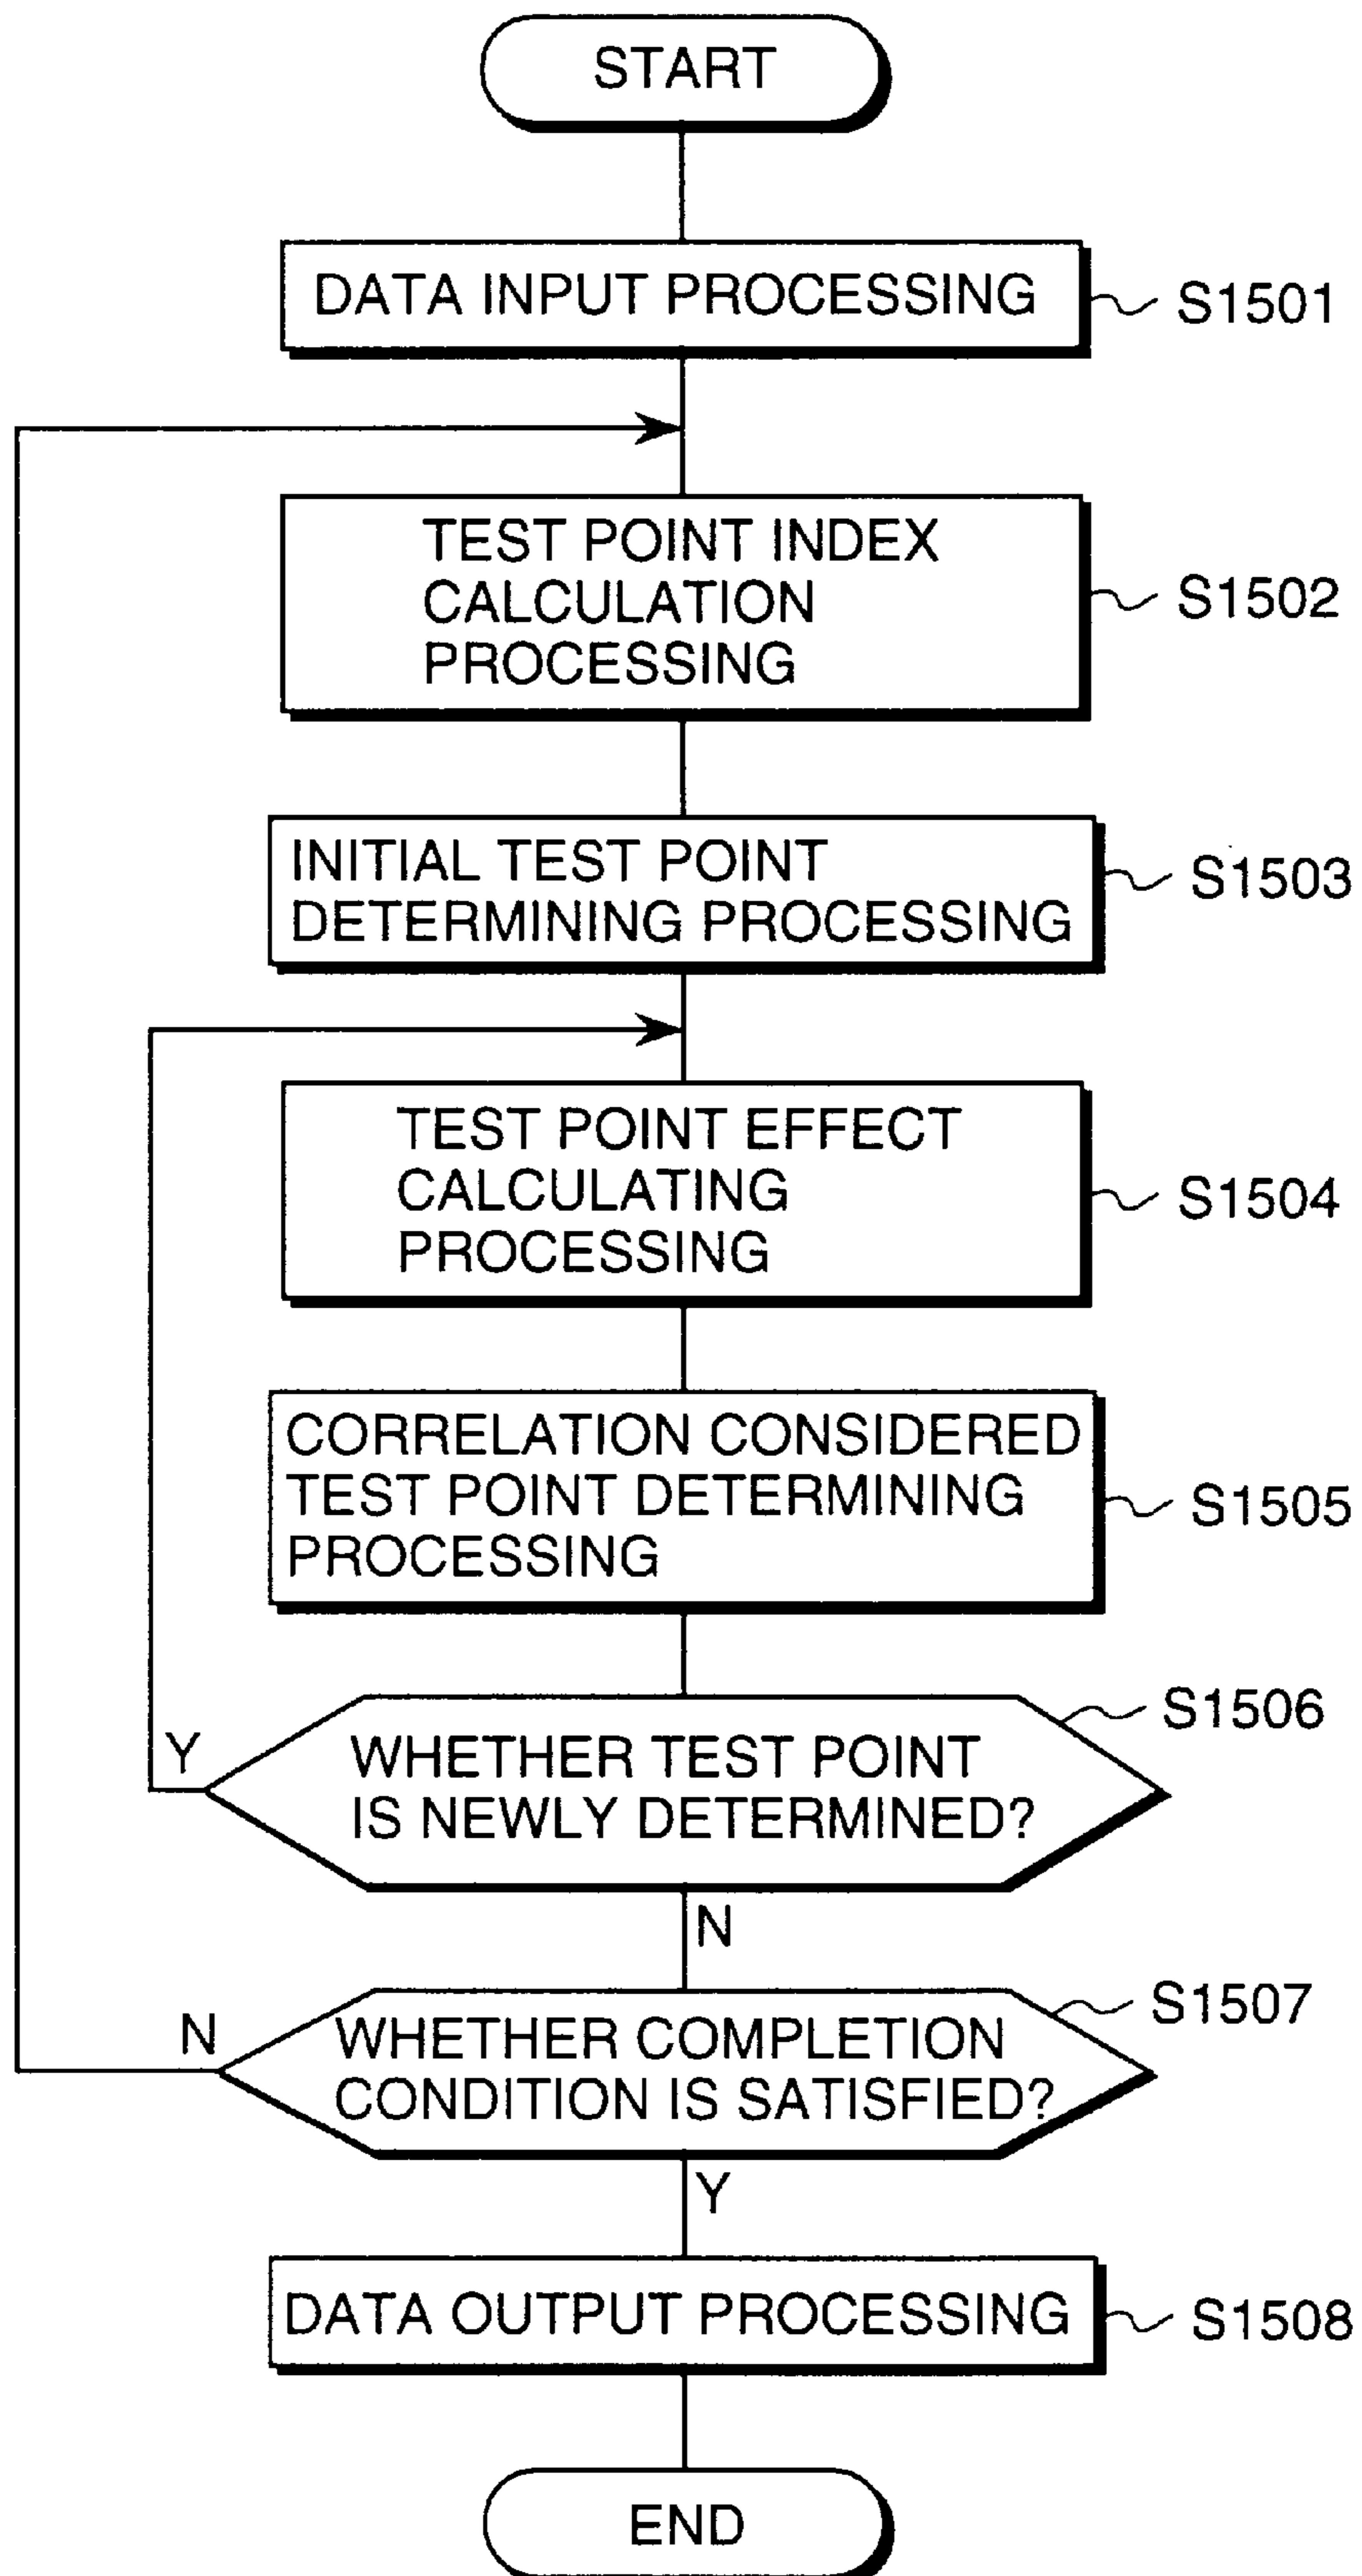 START
DATA INPUT PROCESSING
S1501
TEST POINT INDEX
CALCULATION
PROCESSING
S1502
INITIAL TEST POINT
DETERMINING PROCESSING
S1503
TEST POINT EFFECT
CALCULATING
PROCESSING
S1504
CORRELATION CONSIDERED
TEST POINT DETERMINING
PROCESSING
S1505
S1506
Y
WHETHER TEST POINT
IS NEWLY DETERMINED?
N
S1507
N
WHETHER COMPLETION
CONDITION IS SATISFIED?
Y
DATA OUTPUT PROCESSING
S1508
END